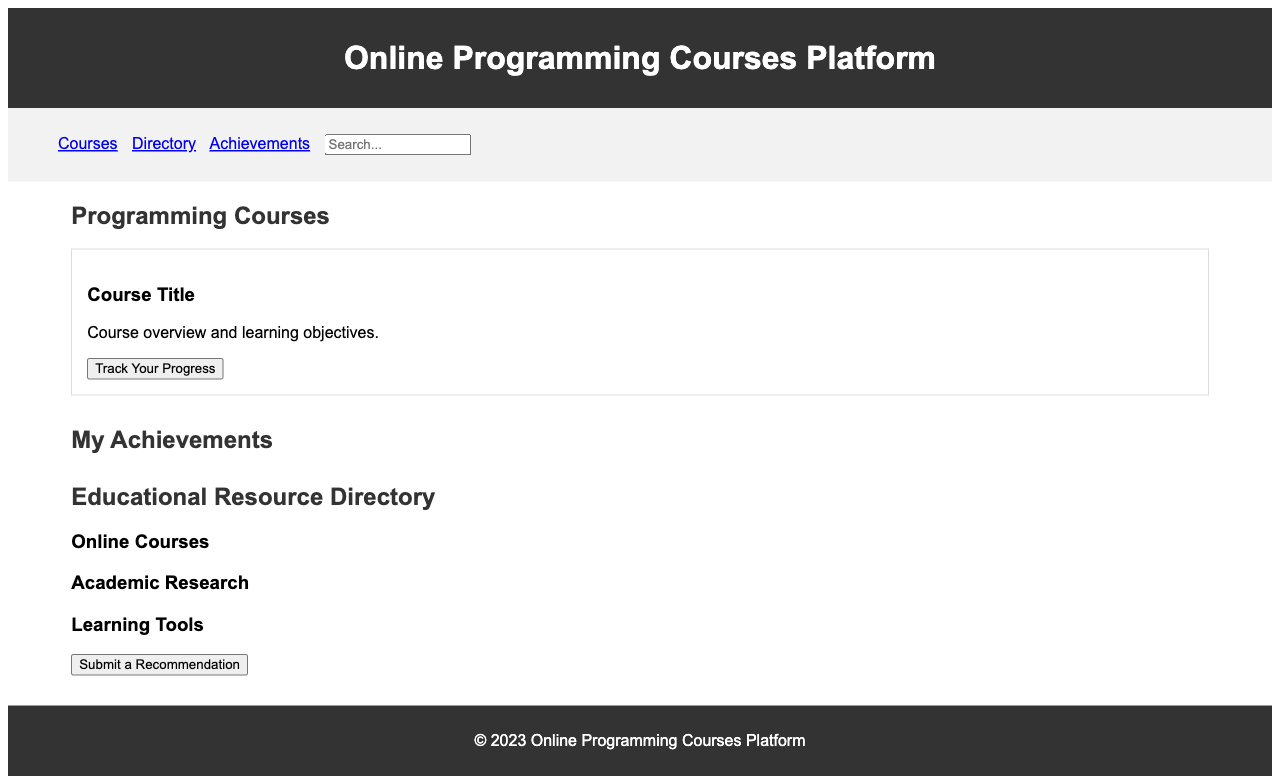 Online Programming Courses Platform
Courses Directory Achievements Search...
Programming Courses
Course Title
Course overview and learning objectives.
Track Your Progress
My Achievements
Educational Resource Directory
Online Courses
Academic Research
Learning Tools
Submit a Recommendation
© 2023 Online Programming Courses Platform